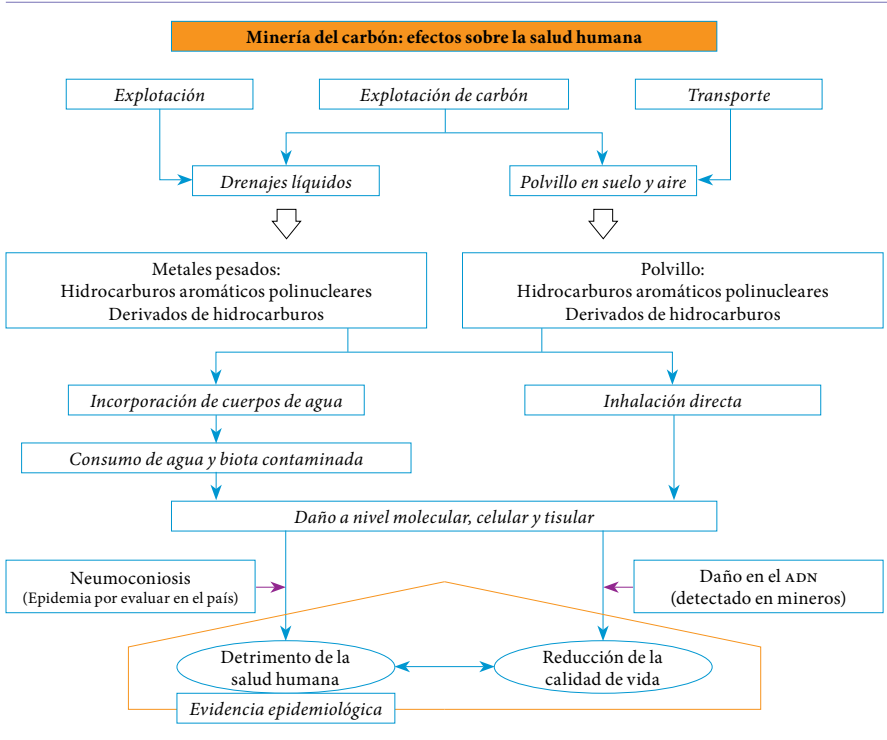 Minería del carbón: efectos sobre la salud humana
Explotación
Explotación de carbón
Transporte
Drenajes líquidos
Polvillo en suelo y aire
Metales pesados:
Hidrocarburos aromáticos polinucleares
Derivados de hidrocarburos
Polvillo:
Hidrocarburos aromáticos polinucleares
Derivados de hidrocarburos
Incorporación de cuerpos de agua
Inhalación directa
Consumo de agua y biota contaminada
Daño a nivel molecular, celular y tisular
Neumoconiosis
(Epidemia por evaluar en el país)
Daño en el ADN
(detectado en mineros)
Detrimento de la
salud humana
Reducción de la
calidad de vida
Evidencia epidemiológica